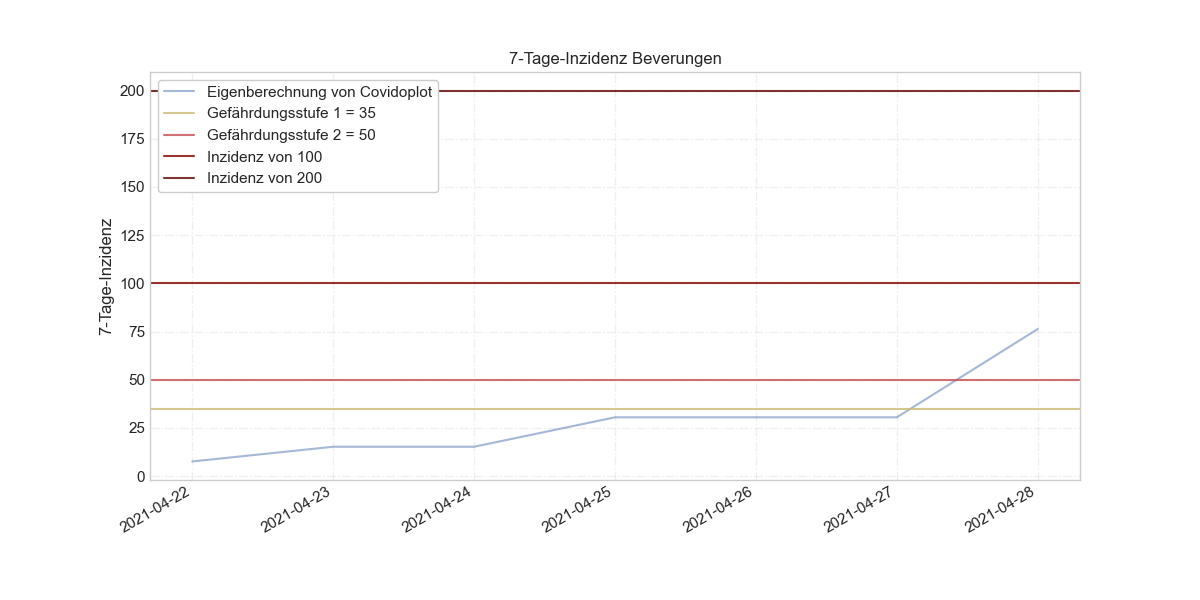 7-Tage-Inzidenz Beverungen
Eigenberechnung von Covidoplot
Gefährdungsstufe 1 = 35
Gefährdungsstufe 2 = 50
Inzidenz von 100
Inzidenz von 200
7-Tage-Inzidenz
200
175
150
125
100
75
50
25
0
2021-04-22
2021-04-23
2021-04-24
2021-04-25
2021-04-26
2021-04-27
2021-04-28